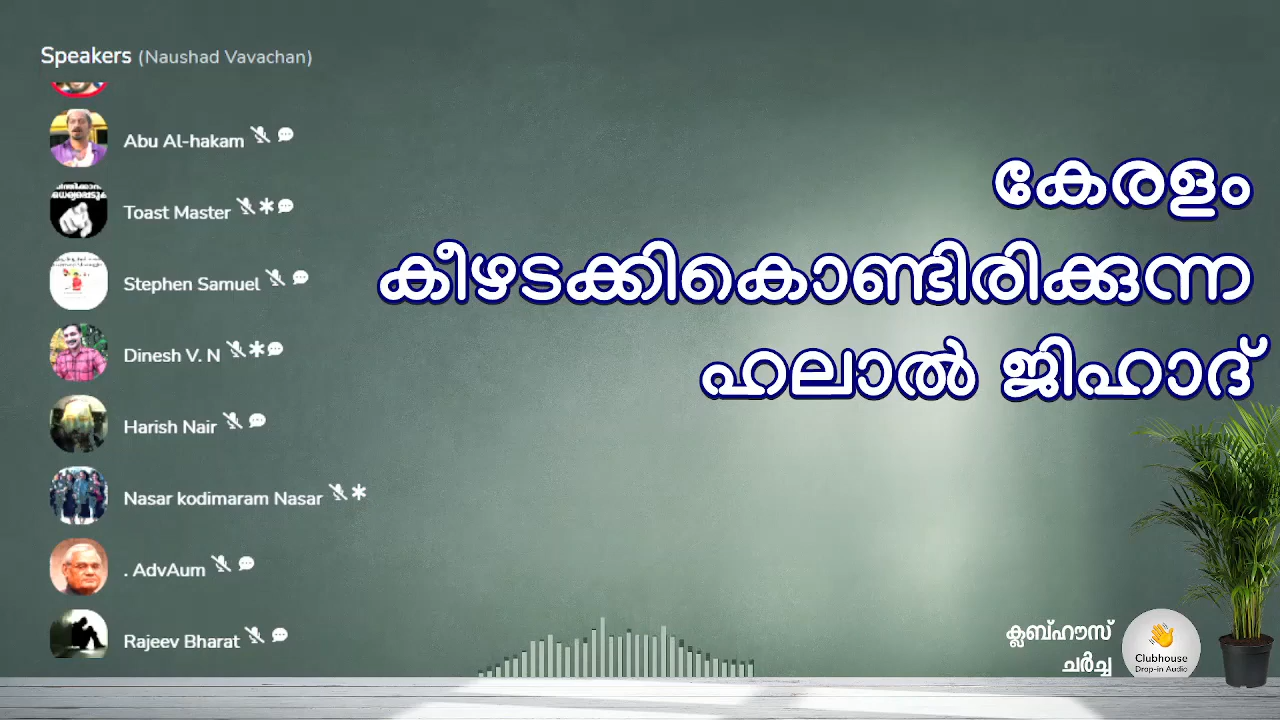 Speakers (Naushad Vavachan)
Abu Al-hakam
Toast Master
Stephen Samuel
Dinesh V. N
Harish Nair
Nasar kodimaram Nasar
. AdvAum
Rajeev Bharat
കേരളം
കീഴടക്കികൊണ്ടിരിക്കുന്ന
ഹലാൽ ജിഹാദ്
ക്ലബ്ഹൗസ്
ചർച്ച
Clubhouse
Drop-in Audio